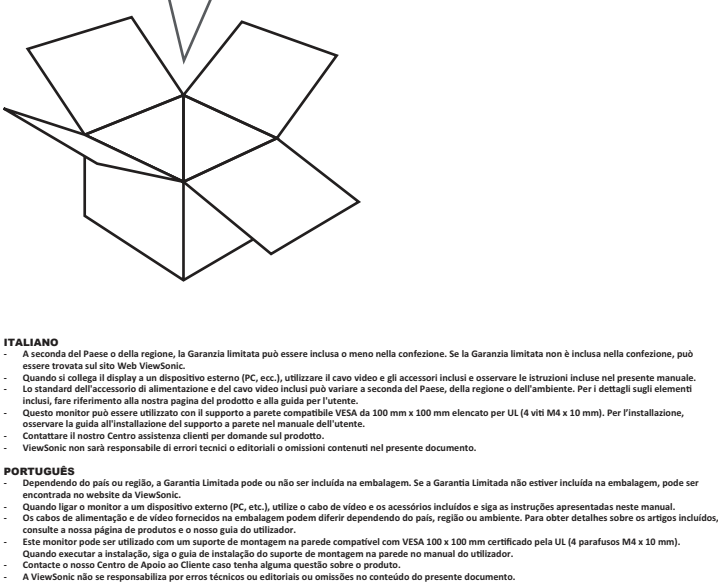 ITALIANO
- A seconda del Paese o della regione, la Garanzia limitata può essere inclusa o meno nella confezione. Se la Garanzia limitata non è inclusa nella confezione, può
essere trovata sul sito Web ViewSonic.
- Quando si collega il display a un dispositivo esterno (PC, ecc.), utilizzare il cavo video e gli accessori inclusi e osservare le istruzioni incluse nel presente manuale.
- Lo standard dell'accessorio di alimentazione e del cavo video inclusi può variare a seconda del Paese, della regione o dell'ambiente. Per i dettagli sugli elementi
inclusi, fare riferimento alla nostra pagina del prodotto e alla guida per l'utente.
- Questo monitor può essere utilizzato con il supporto a parete compatibile VESA da 100 mm x 100 mm elencato per UL (4 viti M4 x 10 mm). Per l'installazione,
osservare la guida all'installazione del supporto a parete nel manuale dell'utente.
- Contattare il nostro Centro assistenza clienti per domande sul prodotto.
- ViewSonic non sarà responsabile di errori tecnici o editoriali o omissioni contenuti nel presente documento.
PORTUGUÊS
- Dependendo do país ou região, a Garantia Limitada pode ou não ser incluída na embalagem. Se a Garantia Limitada não estiver incluída na embalagem, pode ser
encontrada no website da ViewSonic.
- Quando ligar o monitor a um dispositivo externo (PC, etc.), utilize o cabo de vídeo e os acessórios incluídos e siga as instruções apresentadas neste manual.
- Os cabos de alimentação e de vídeo fornecidos na embalagem podem diferir dependendo do país, região ou ambiente. Para obter detalhes sobre os artigos incluídos,
consulte a nossa página de produtos e o nosso guia do utilizador.
- Este monitor pode ser utilizado com um suporte de montagem na parede compatível com VESA 100 x 100 mm certificado pela UL (4 parafusos M4 x 10 mm).
Quando executar a instalação, siga o guia de instalação do suporte de montagem na parede no manual do utilizador.
- Contacte o nosso Centro de Apoio ao Cliente caso tenha alguma questão sobre o produto.
- A ViewSonic não se responsabiliza por erros técnicos ou editoriais ou omissões no conteúdo do presente documento.